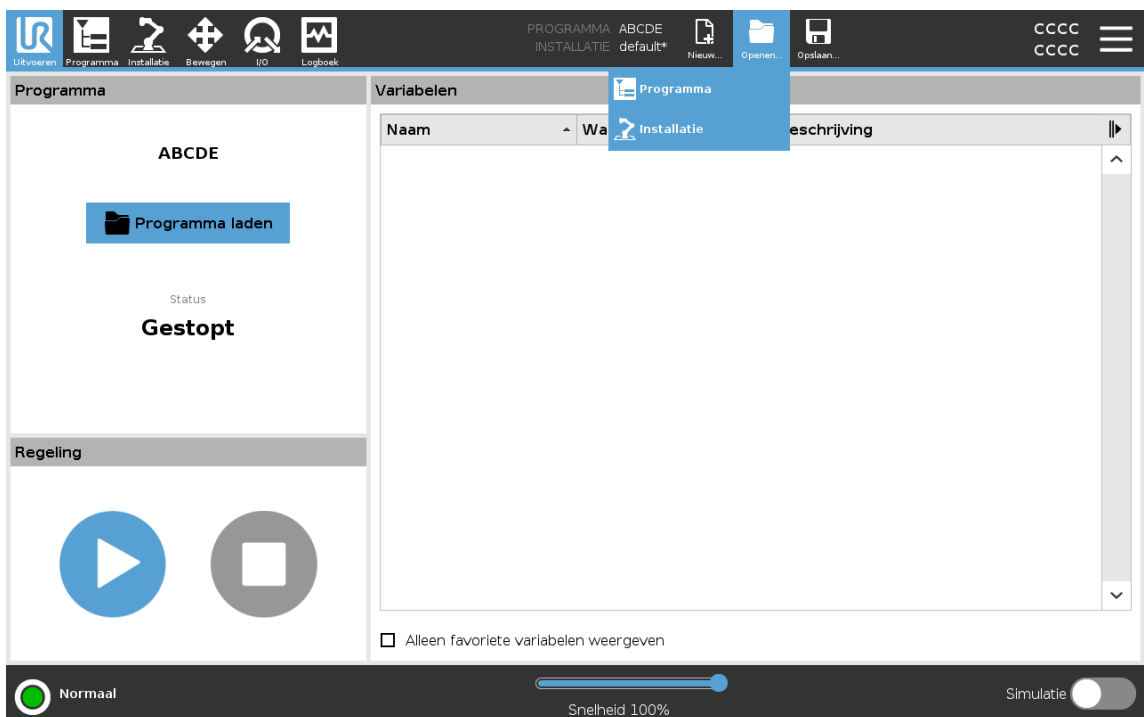 Uitvoeren Programma Installatie Bewegen I/O Logboek
PROGRAMMA ABCDE
INSTALLATIE default*
Nieuw... Openen... Opslaan...
CCCC
CCCC
Programma
Installatie
Programma
ABCDE
Programma laden
Status
Gestopt
Regeling
Variabelen
Naam Wa eschrijving
Alleen favoriete variabelen weergeven
Normaal
Snelheid 100%
Simulatie